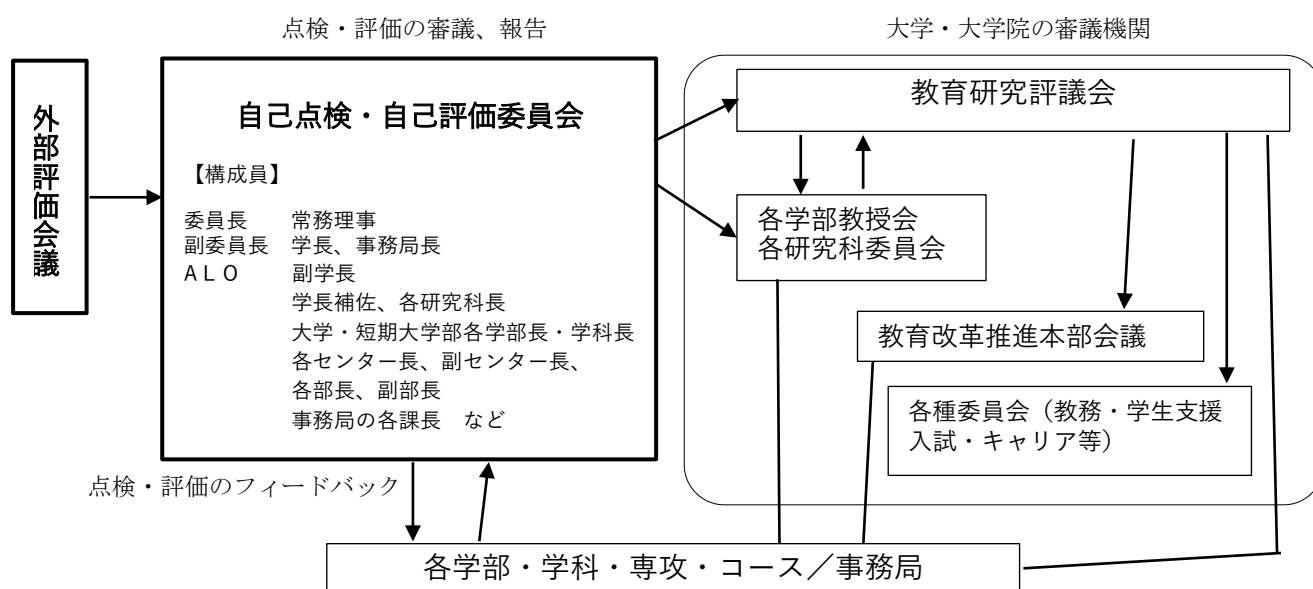 点検・評価の審議、報告
大学・大学院の審議機関
外部評価会議
自己点検・自己評価委員会
【構成員】
委員長 常務理事
副委員長 学長、事務局長
ALO 副学長
学長補佐、各研究科長
大学・短期大学部各学部長・学科長
各センター長、副センター長、
各部長、副部長
事務局の各課長 など
教育研究評議会
各学部教授会
各研究科委員会
教育改革推進本部会議
各種委員会（教務・学生支援
入試・キャリア等）
点検・評価のフィードバック
各学部・学科・専攻・コース／事務局